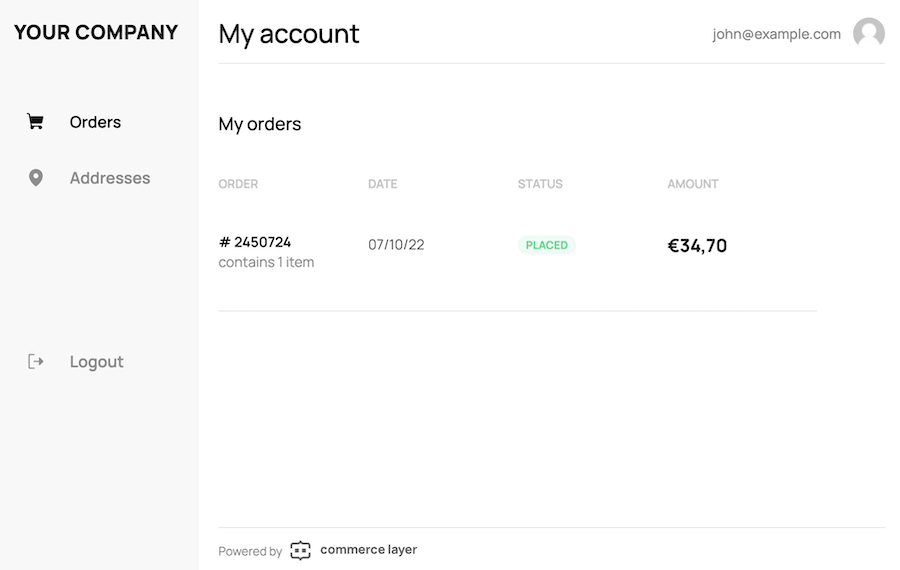 YOUR COMPANY
My account
john@example.com
Orders
Addresses
Logout
My orders
ORDER DATE STATUS AMOUNT
# 2450724 07/10/22 PLACED €34,70
contains 1 item
Powered by commerce layer